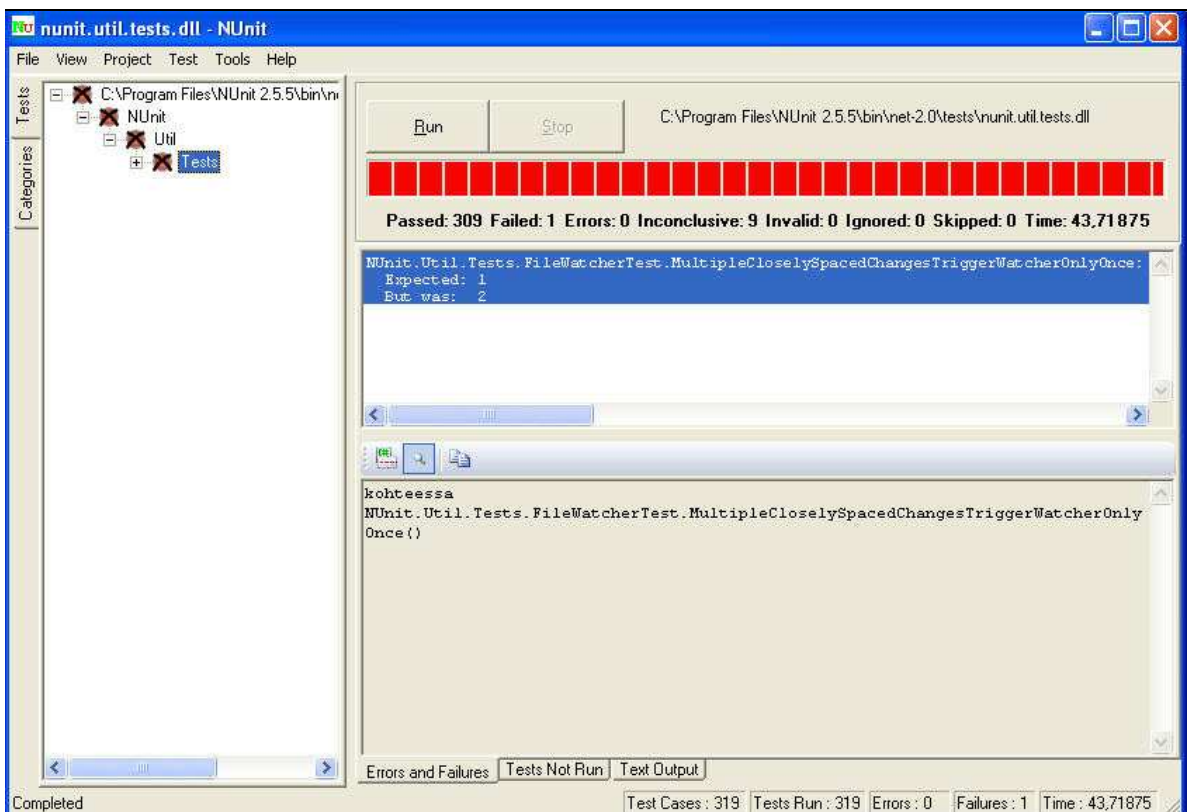 nunit.util.tests.dll - NUnit
File View Project Test Tools Help
Tests
Categories
C:\Program Files\NUnit 2.5.5\bin\n
NUnit
Util
Tests
Run
Stop
C:\Program Files\NUnit 2.5.5\bin\net-2.0\tests\nunit.util.tests.dll
Passed: 309 Failed: 1 Errors: 0 Inconclusive: 9 Invalid: 0 Ignored: 0 Skipped: 0 Time: 43,71875
NUnit.Util.Tests.FileWatcherTest.MultipleCloselySpacedChangesTriggerWatcherOnlyOnce:
Expected: 1
But was: 2
kohteessa
NUnit.Util.Tests.FileWatcherTest.MultipleCloselySpacedChangesTriggerWatcherOnly
Once()
Errors and Failures Tests Not Run Text Output
Completed
Test Cases : 319 Tests Run : 319 Errors : 0 Failures : 1 Time : 43,71875